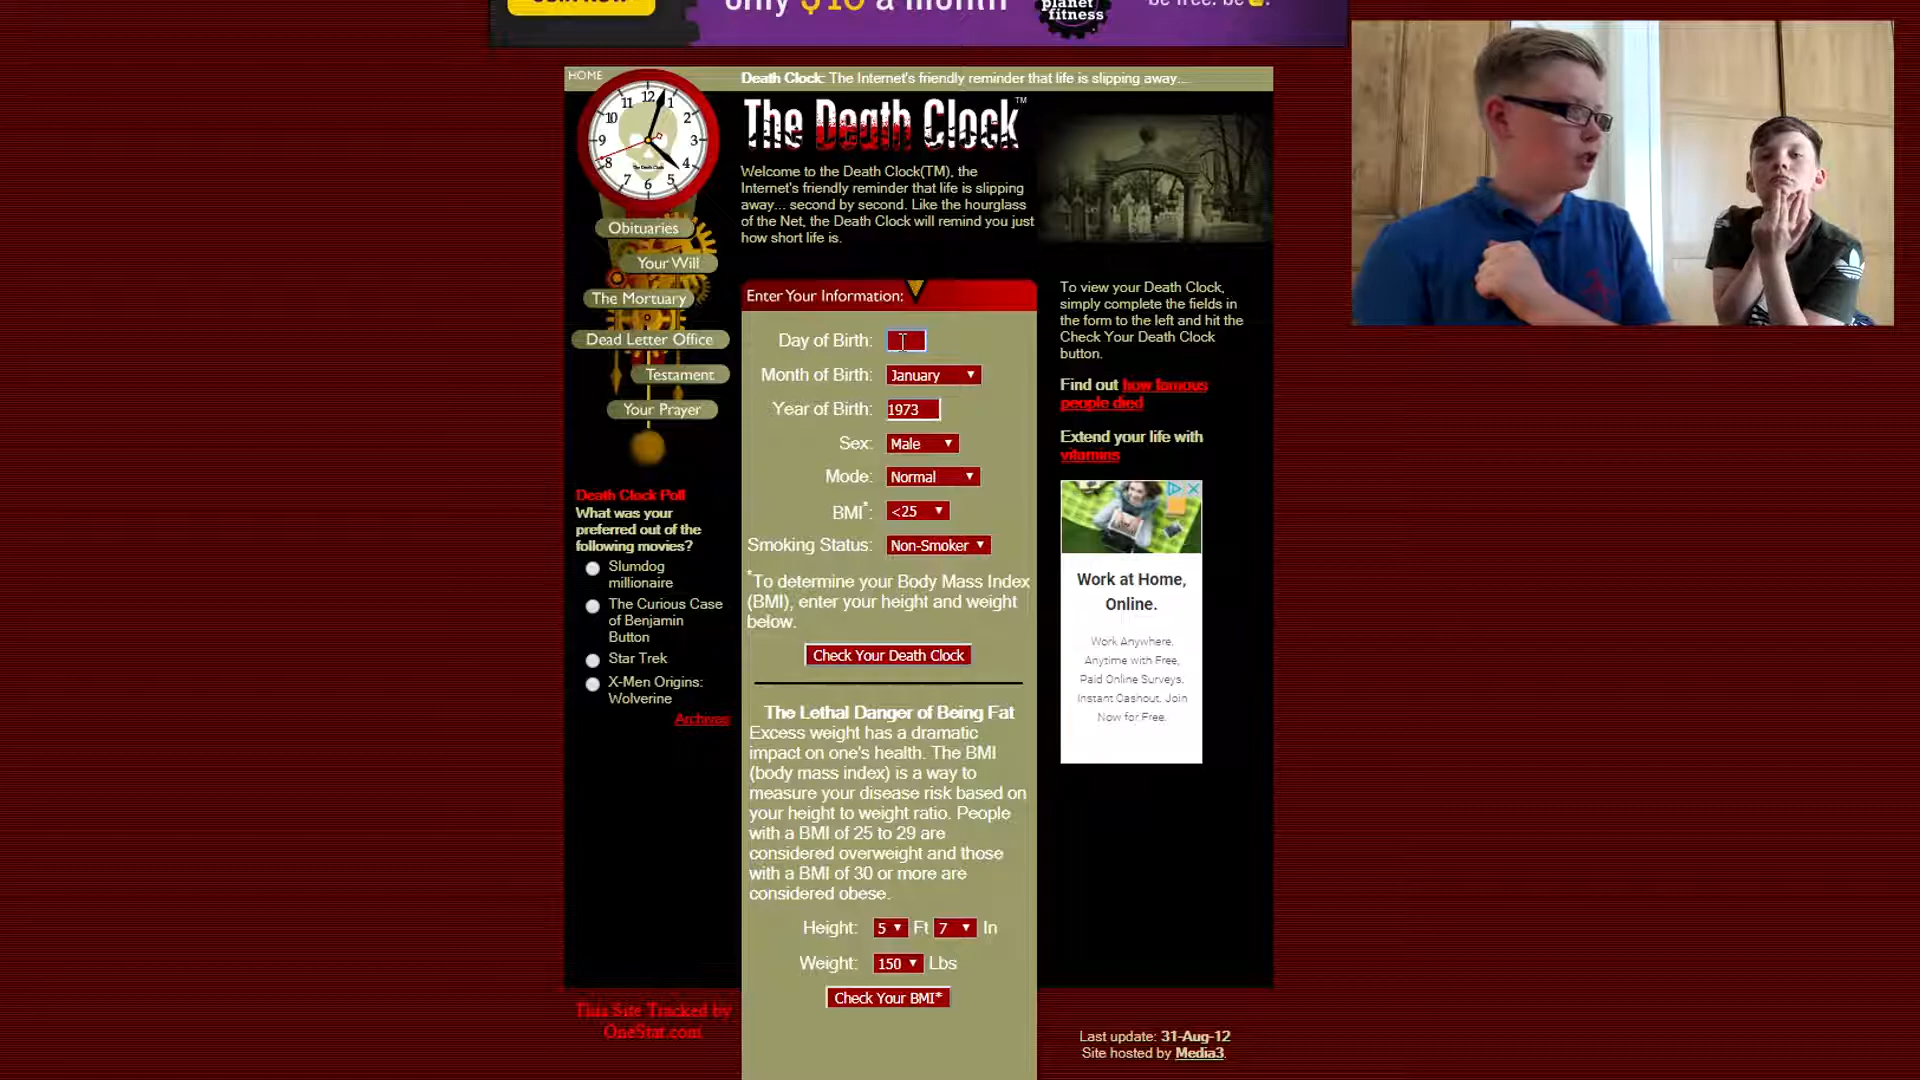 only $10 a month
planet
fitness
HOME
Death Clock: The Internet's friendly reminder that life is slipping away...
The Death Clock™
Welcome to the Death Clock(TM), the
Internet's friendly reminder that life is slipping
away... second by second. Like the hourglass
of the Net, the Death Clock will remind you just
how short life is.
11 12 1
10 2
9 3
8 4
7 6 5
Obituaries
Your Will
The Mortuary
Dead Letter Office
Testament
Your Prayer
Death Clock Poll
What was your
preferred out of the
following movies?
Slumdog
millionaire
The Curious Case
of Benjamin
Button
Star Trek
X-Men Origins:
Wolverine
Archives
This Site Tracked by
OneStat.com
Enter Your Information:
Day of Birth:
Month of Birth: January
Year of Birth: 1973
Sex: Male
Mode: Normal
BMI*: <25
Smoking Status: Non-Smoker
*To determine your Body Mass Index
(BMI), enter your height and weight
below.
Check Your Death Clock
The Lethal Danger of Being Fat
Excess weight has a dramatic
impact on one's health. The BMI
(body mass index) is a way to
measure your disease risk based on
your height to weight ratio. People
with a BMI of 25 to 29 are
considered overweight and those
with a BMI of 30 or more are
considered obese.
Height: 5 Ft 7 In
Weight: 150 Lbs
Check Your BMI*
To view your Death Clock,
simply complete the fields in
the form to the left and hit the
Check Your Death Clock
button.
Find out how famous
people died
Extend your life with
vitamins
Work at Home,
Online.
Work Anywhere,
Anytime with Free,
Paid Online Surveys.
Instant Cashout, Join
Now for Free.
Last update: 31-Aug-12
Site hosted by Media3.